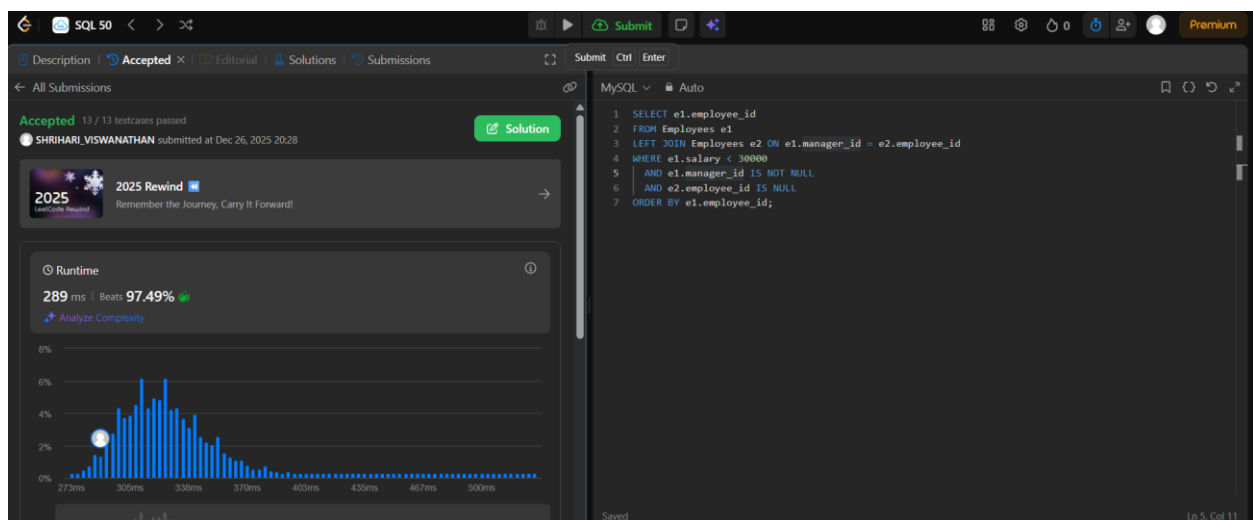 SQL 50
Submit
0
Premium
Description
Accepted
Editorial
Solutions
Submissions
Submit Ctrl Enter
All Submissions
Accepted 13 / 13 testcases passed
SHRIHARI_VISWANATHAN submitted at Dec 26, 2025 20:28
Solution
2025
LeetCode Rewind
2025 Rewind
Remember the Journey, Carry It Forward!
Runtime
289 ms | Beats 97.49%
Analyze Complexity
8%
6%
4%
2%
0%
273ms 305ms 338ms 370ms 403ms 435ms 467ms 500ms
MySQL Auto
1 SELECT e1.employee_id
2 FROM Employees e1
3 LEFT JOIN Employees e2 ON e1.manager_id = e2.employee_id
4 WHERE e1.salary < 30000
5 AND e1.manager_id IS NOT NULL
6 AND e2.employee_id IS NULL
7 ORDER BY e1.employee_id;
Saved
Ln 5, Col 11